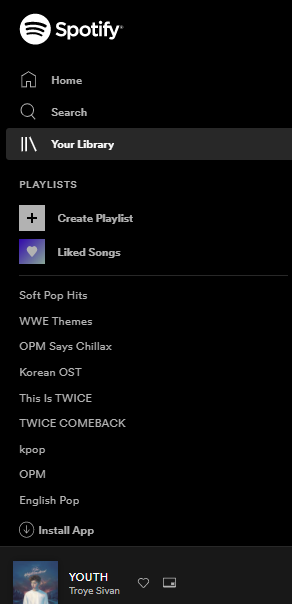 Spotify®
Home
Search
Your Library
PLAYLISTS
Create Playlist
Liked Songs
Soft Pop Hits
WWE Themes
OPM Says Chillax
Korean OST
This Is TWICE
TWICE COMEBACK
kpop
OPM
English Pop
Install App
YOUTH
Troye Sivan